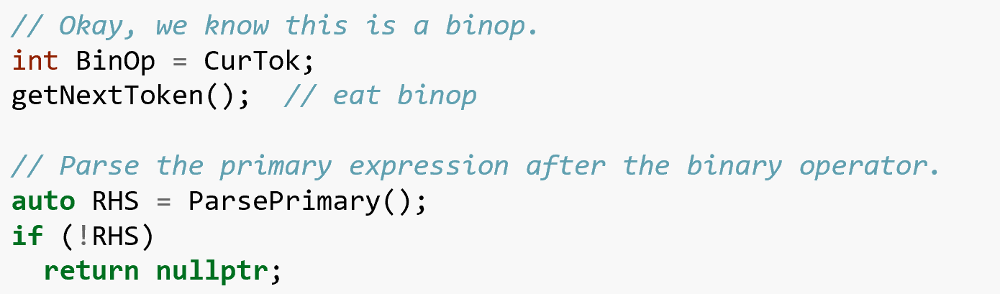 // Okay, we know this is a binop.
int BinOp = CurTok;
getNextToken();  // eat binop

// Parse the primary expression after the binary operator.
auto RHS = ParsePrimary();
if (!RHS)
  return nullptr;